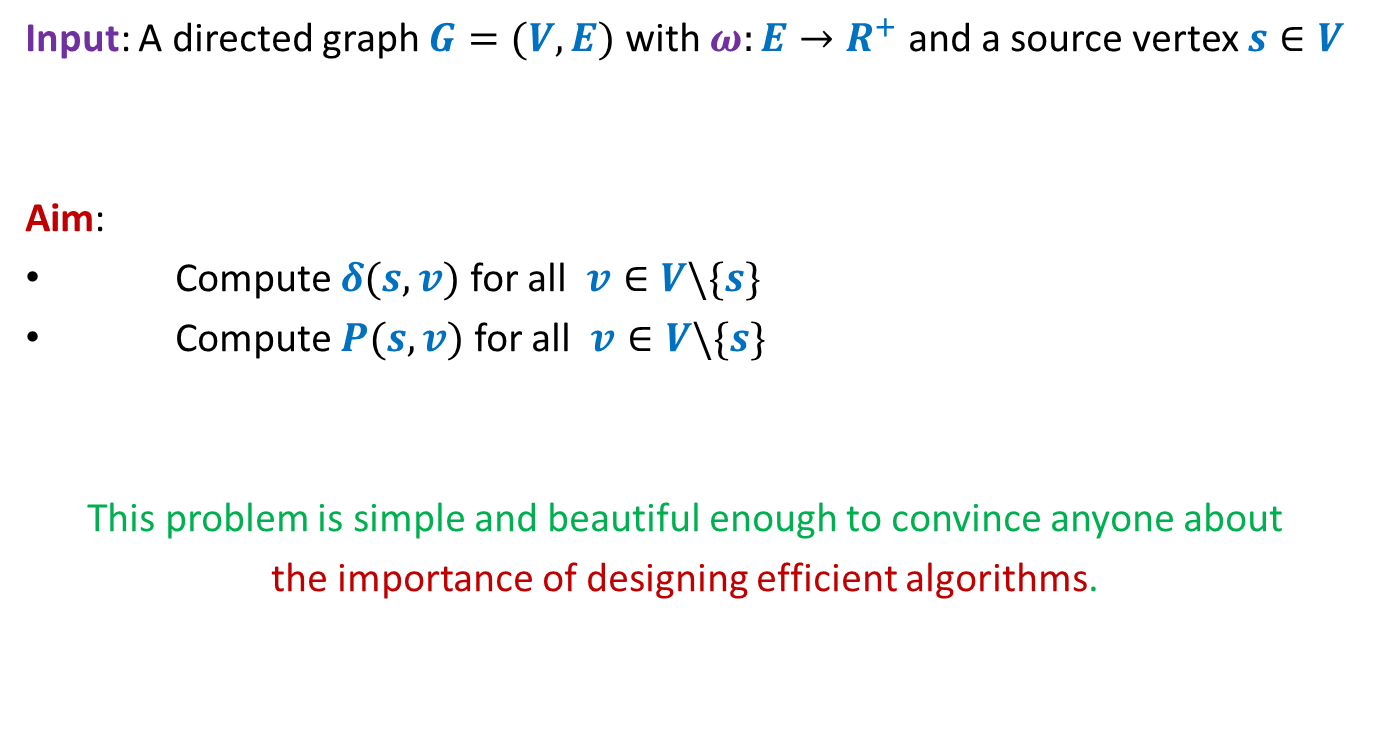 Input: A directed graph G = (V, E) with ω: E → R⁺ and a source vertex s ∈ V
Aim:
• Compute δ(s, v) for all v ∈ V\{s}
• Compute P(s, v) for all v ∈ V\{s}
This problem is simple and beautiful enough to convince anyone about
the importance of designing efficient algorithms.